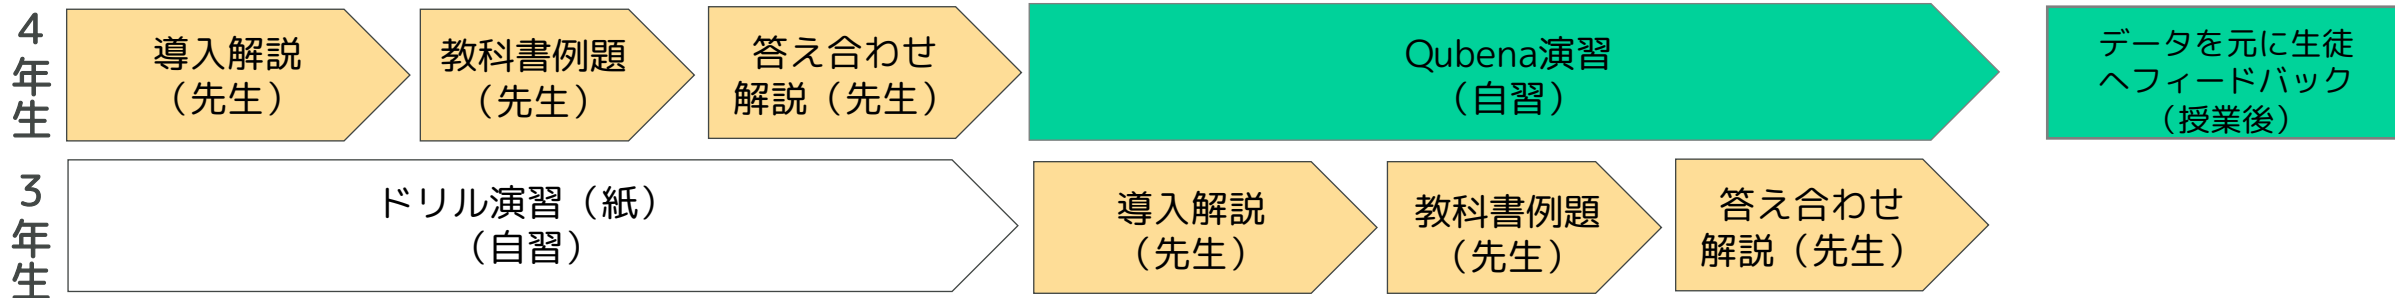 4年生
導入解説
（先生）
教科書例題
（先生）
答え合わせ
解説（先生）
Qubena演習
（自習）
データを元に生徒
へフィードバック
（授業後）
3年生
ドリル演習（紙）
（自習）
導入解説
（先生）
教科書例題
（先生）
答え合わせ
解説（先生）